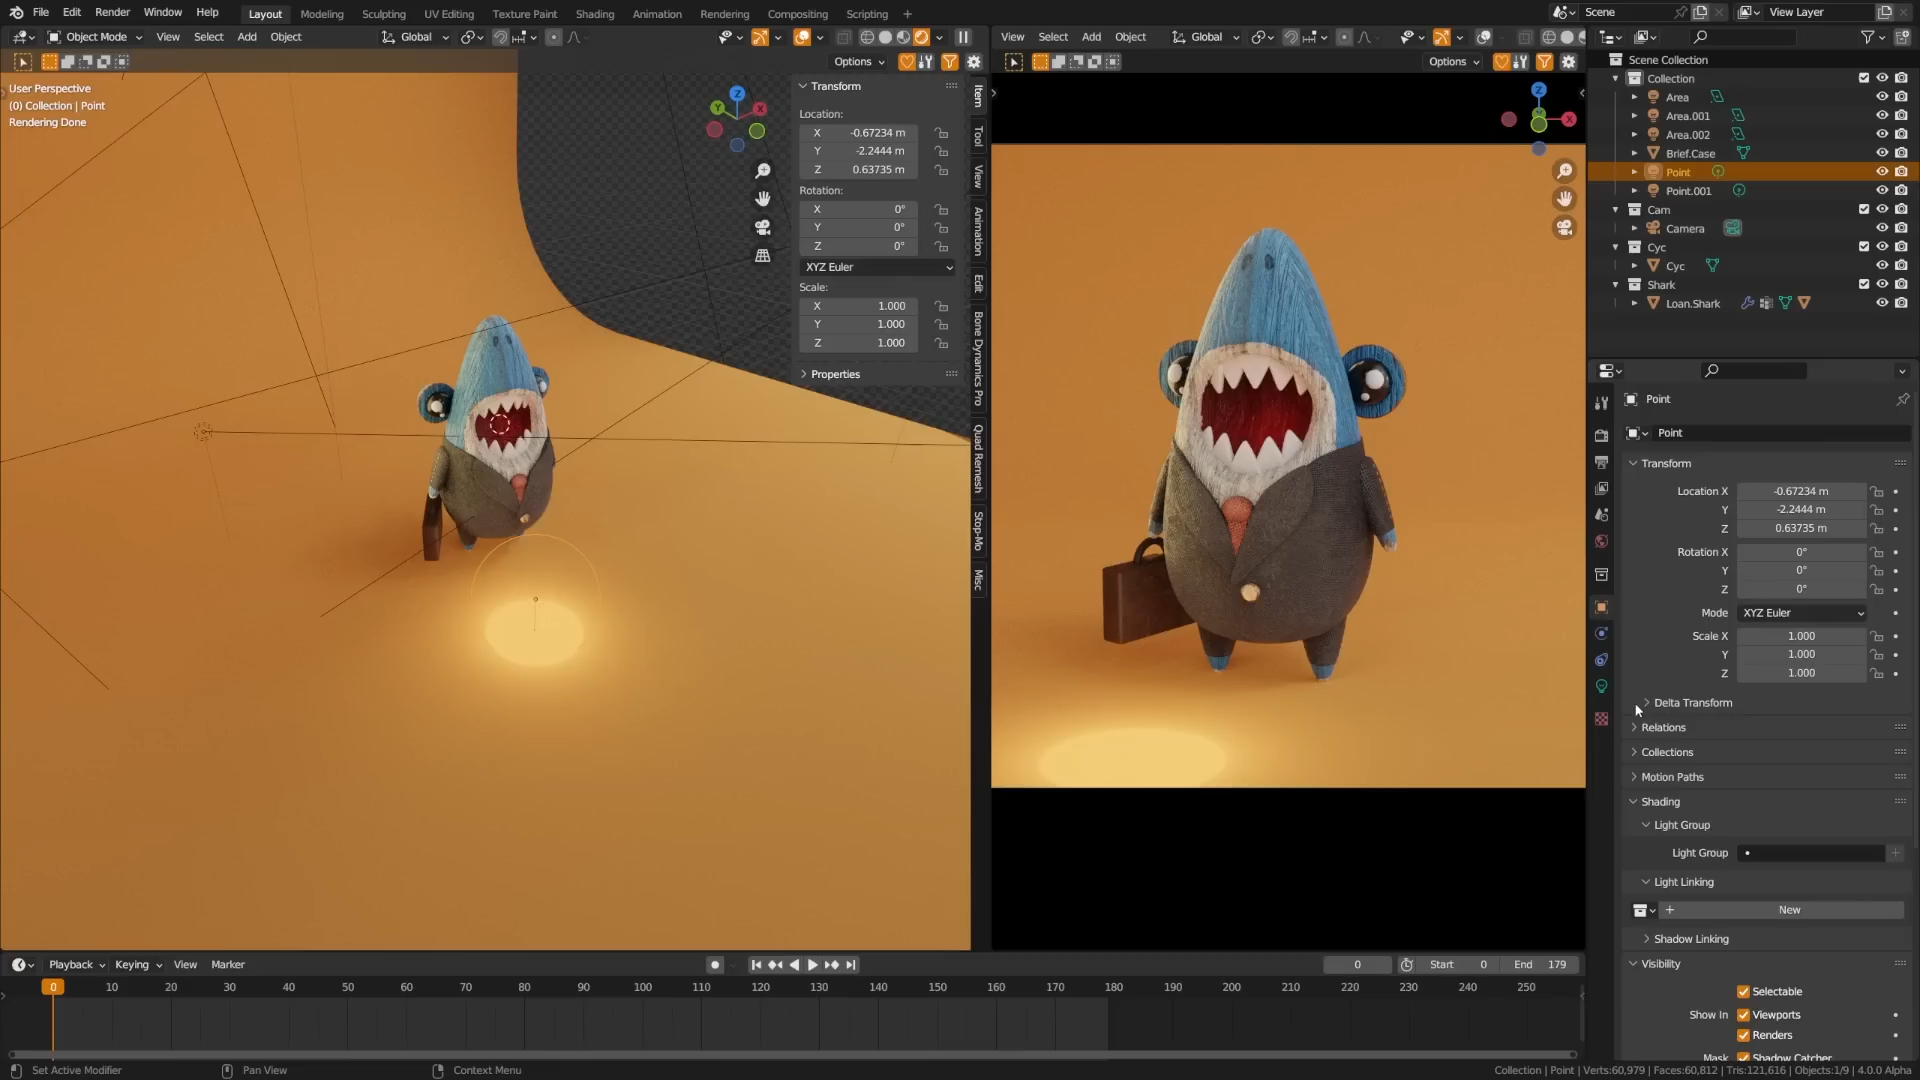 File Edit Render Window Help Layout Modeling Sculpting UV Editing Texture Paint Shading Animation Rendering Compositing Scripting +
Scene View Layer
Object Mode View Select Add Object Global
View Select Add Object Global
Options
Options
User Perspective
(0) Collection | Point
Rendering Done
Transform
Location:
X -0.67234 m
Y -2.2444 m
Z 0.63735 m
Rotation:
X 0°
Y 0°
Z 0°
XYZ Euler
Scale:
X 1.000
Y 1.000
Z 1.000
Properties
Item
Tool
View
Animation
Edit
Bone Dynamics Pro
Quad Remesh
Stop-Mo
Misc
Z
Y
X
Z
X
Scene Collection
Collection
Area
Area.001
Area.002
Brief.Case
Point
Point.001
Cam
Camera
Cyc
Cyc
Shark
Loan.Shark
Point
Point
Transform
Location X -0.67234 m
Y -2.2444 m
Z 0.63735 m
Rotation X 0°
Y 0°
Z 0°
Mode XYZ Euler
Scale X 1.000
Y 1.000
Z 1.000
Delta Transform
Relations
Collections
Motion Paths
Shading
Light Group
Light Group
Light Linking
+ New
Shadow Linking
Visibility
Selectable
Show In Viewports
Renders
Mask Shadow Catcher
Playback Keying View Marker
0 Start 0 End 179
0 10 20 30 40 50 60 70 80 90 100 110 120 130 140 150 160 170 180 190 200 210 220 230 240 250
Set Active Modifier Pan View Context Menu
Collection | Point | Verts:60,979 | Faces:60,812 | Tris:121,616 | Objects:1/9 | 4.0.0 Alpha